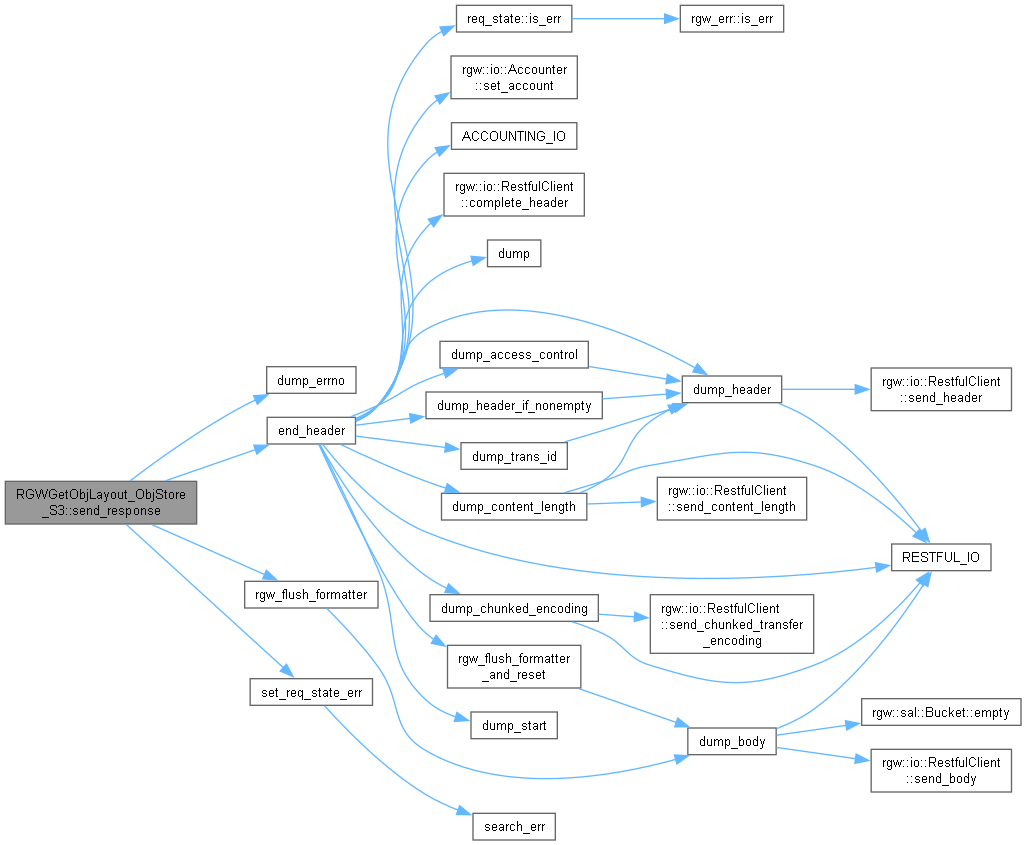 req_state::is_err
rgw_err::is_err
rgw::io::Accounter
::set_account
ACCOUNTING_IO
rgw::io::RestfulClient
::complete_header
dump
dump_access_control
dump_errno
dump_header
rgw::io::RestfulClient
::send_header
dump_header_if_nonempty
end_header
dump_trans_id
RGWGetObjLayout_ObjStore
_S3::send_response
dump_content_length
rgw::io::RestfulClient
::send_content_length
RESTFUL_IO
rgw_flush_formatter
dump_chunked_encoding
rgw::io::RestfulClient
::send_chunked_transfer
_encoding
rgw_flush_formatter
_and_reset
set_req_state_err
dump_start
dump_body
rgw::sal::Bucket::empty
rgw::io::RestfulClient
::send_body
search_err